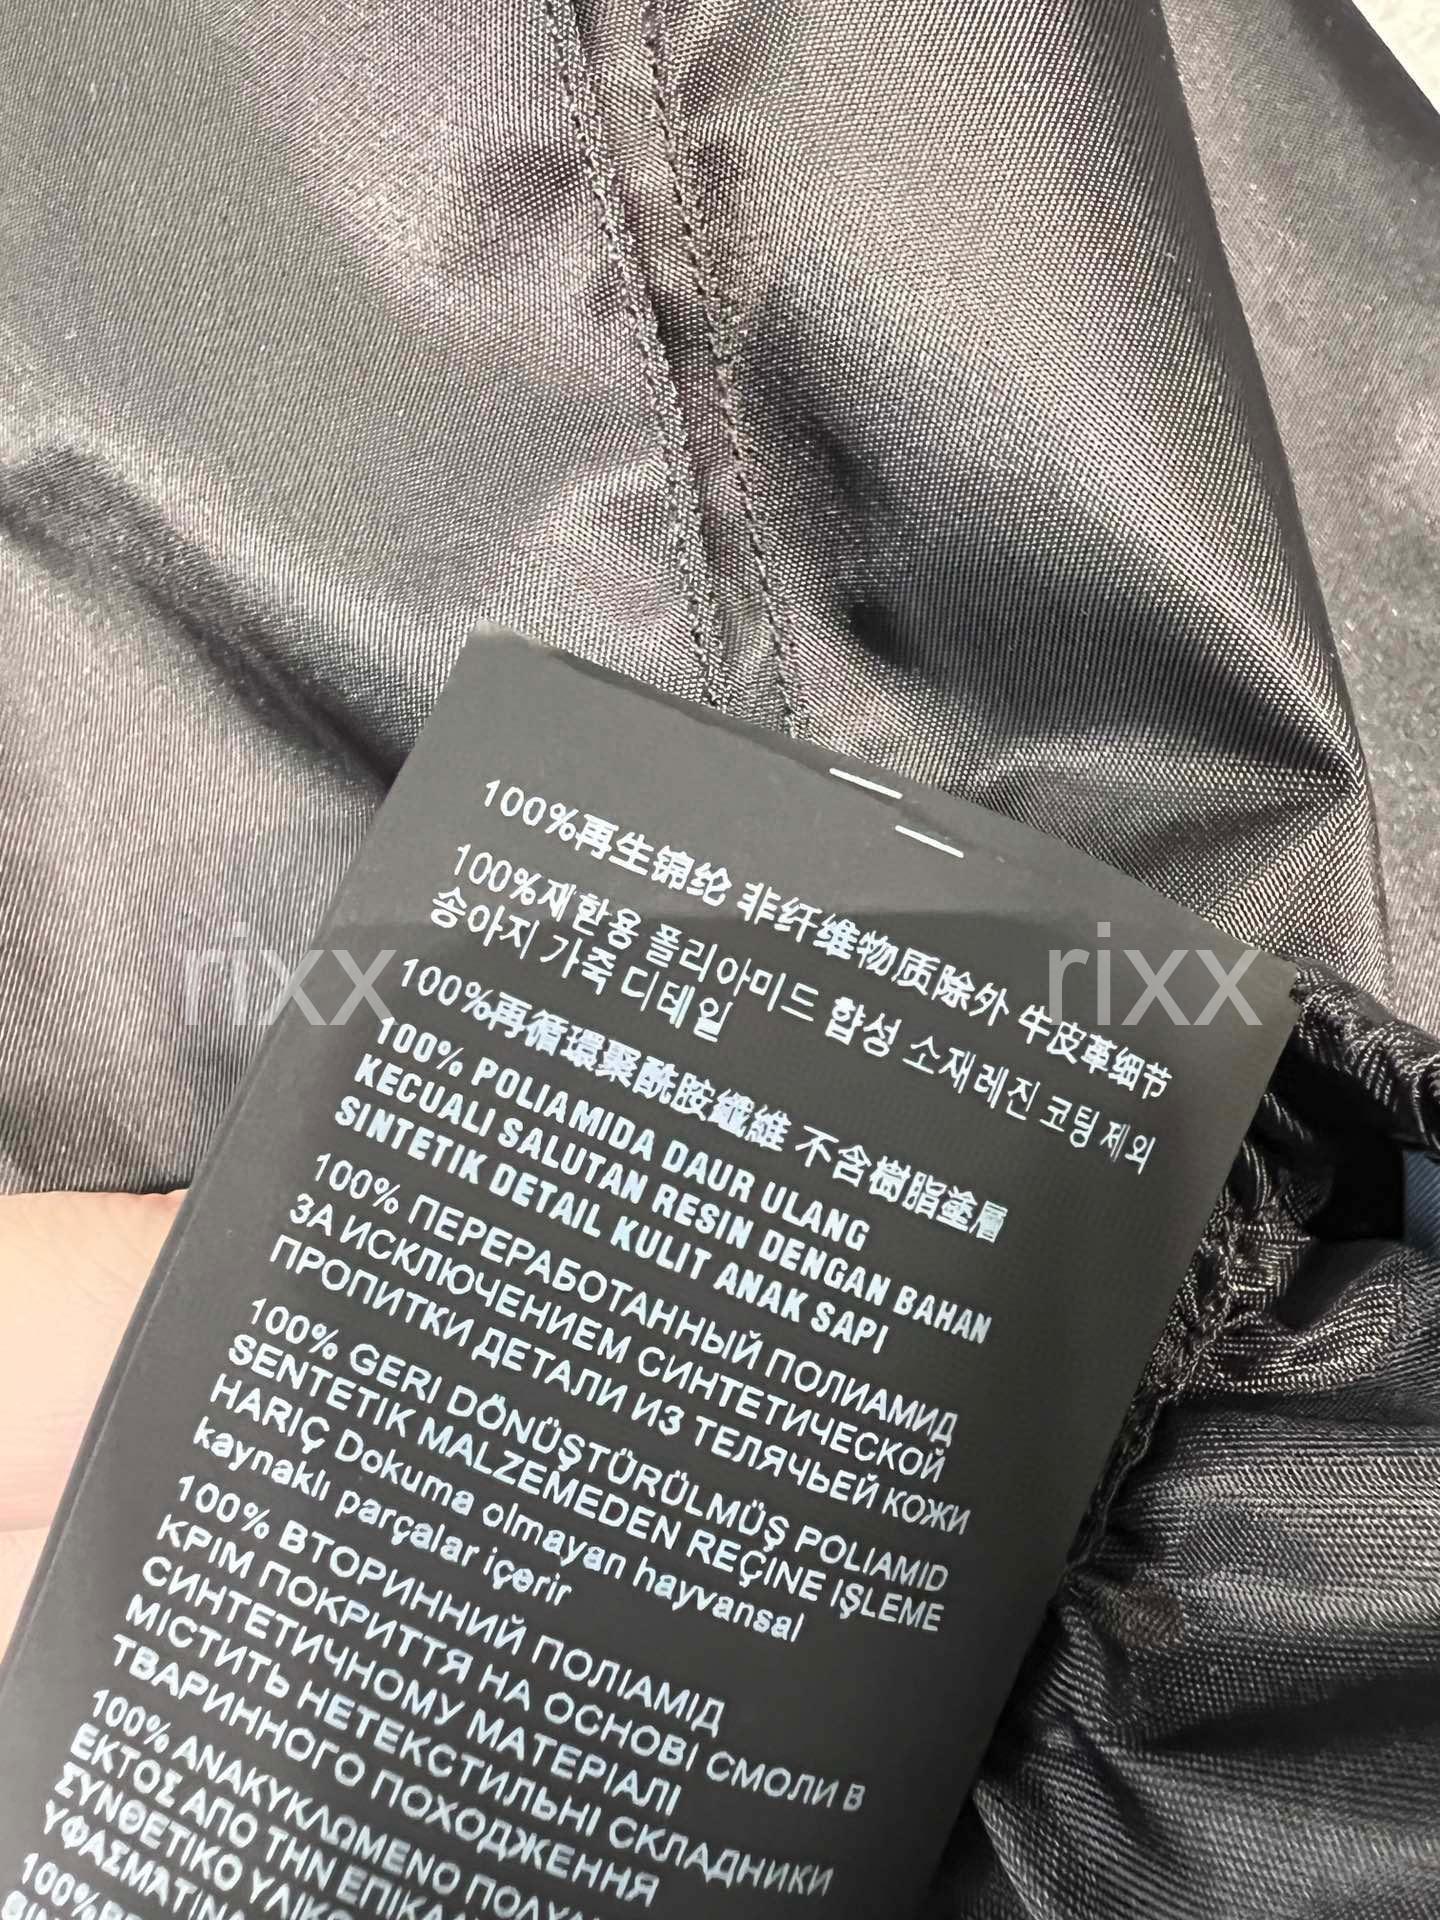 100%再生锦纶 非纤维物质除外 牛皮革细节
100%재활용 폴리아미드 합성 소재레진 코팅 제외
송아지 가죽 디테일
100%再循環聚酰胺纖維 不含樹脂塗層
100% POLIAMIDA DAUR ULANG
KECUALI SALUTAN RESIN DENGAN BAHAN
SINTETIK DETAIL KULIT ANAK SAPI
100% ПЕРЕРАБОТАННЫЙ ПОЛИАМИД
ЗА ИСКЛЮЧЕНИЕМ СИНТЕТИЧЕСКОЙ
ПРОПИТКИ ДЕТАЛИ ИЗ ТЕЛЯЧЬЕЙ КОЖИ
100% GERI DÖNÜŞTÜRÜLMÜŞ POLIAMID
SENTETIK MALZEMEDEN REÇINE IŞLEME
HARIÇ Dokuma olmayan hayvansal
kaynaklı parçalar içerir
100% ВТОРИННИЙ ПОЛІАМІД
КРІМ ПОКРИТТЯ НА ОСНОВІ СМОЛИ В
СИНТЕТИЧНОМУ МАТЕРІАЛІ
МІСТИТЬ НЕТЕКСТИЛЬНІ СКЛАДНИКИ
ТВАРИННОГО ПОХОДЖЕННЯ
100% ΑΝΑΚΥΚΛΩΜΕΝΟ
ΕΚΤΟΣ ΑΠΟ ΤΗΝ
ΣΥΝΘΕΤΙΚΟ
rixx
rixx